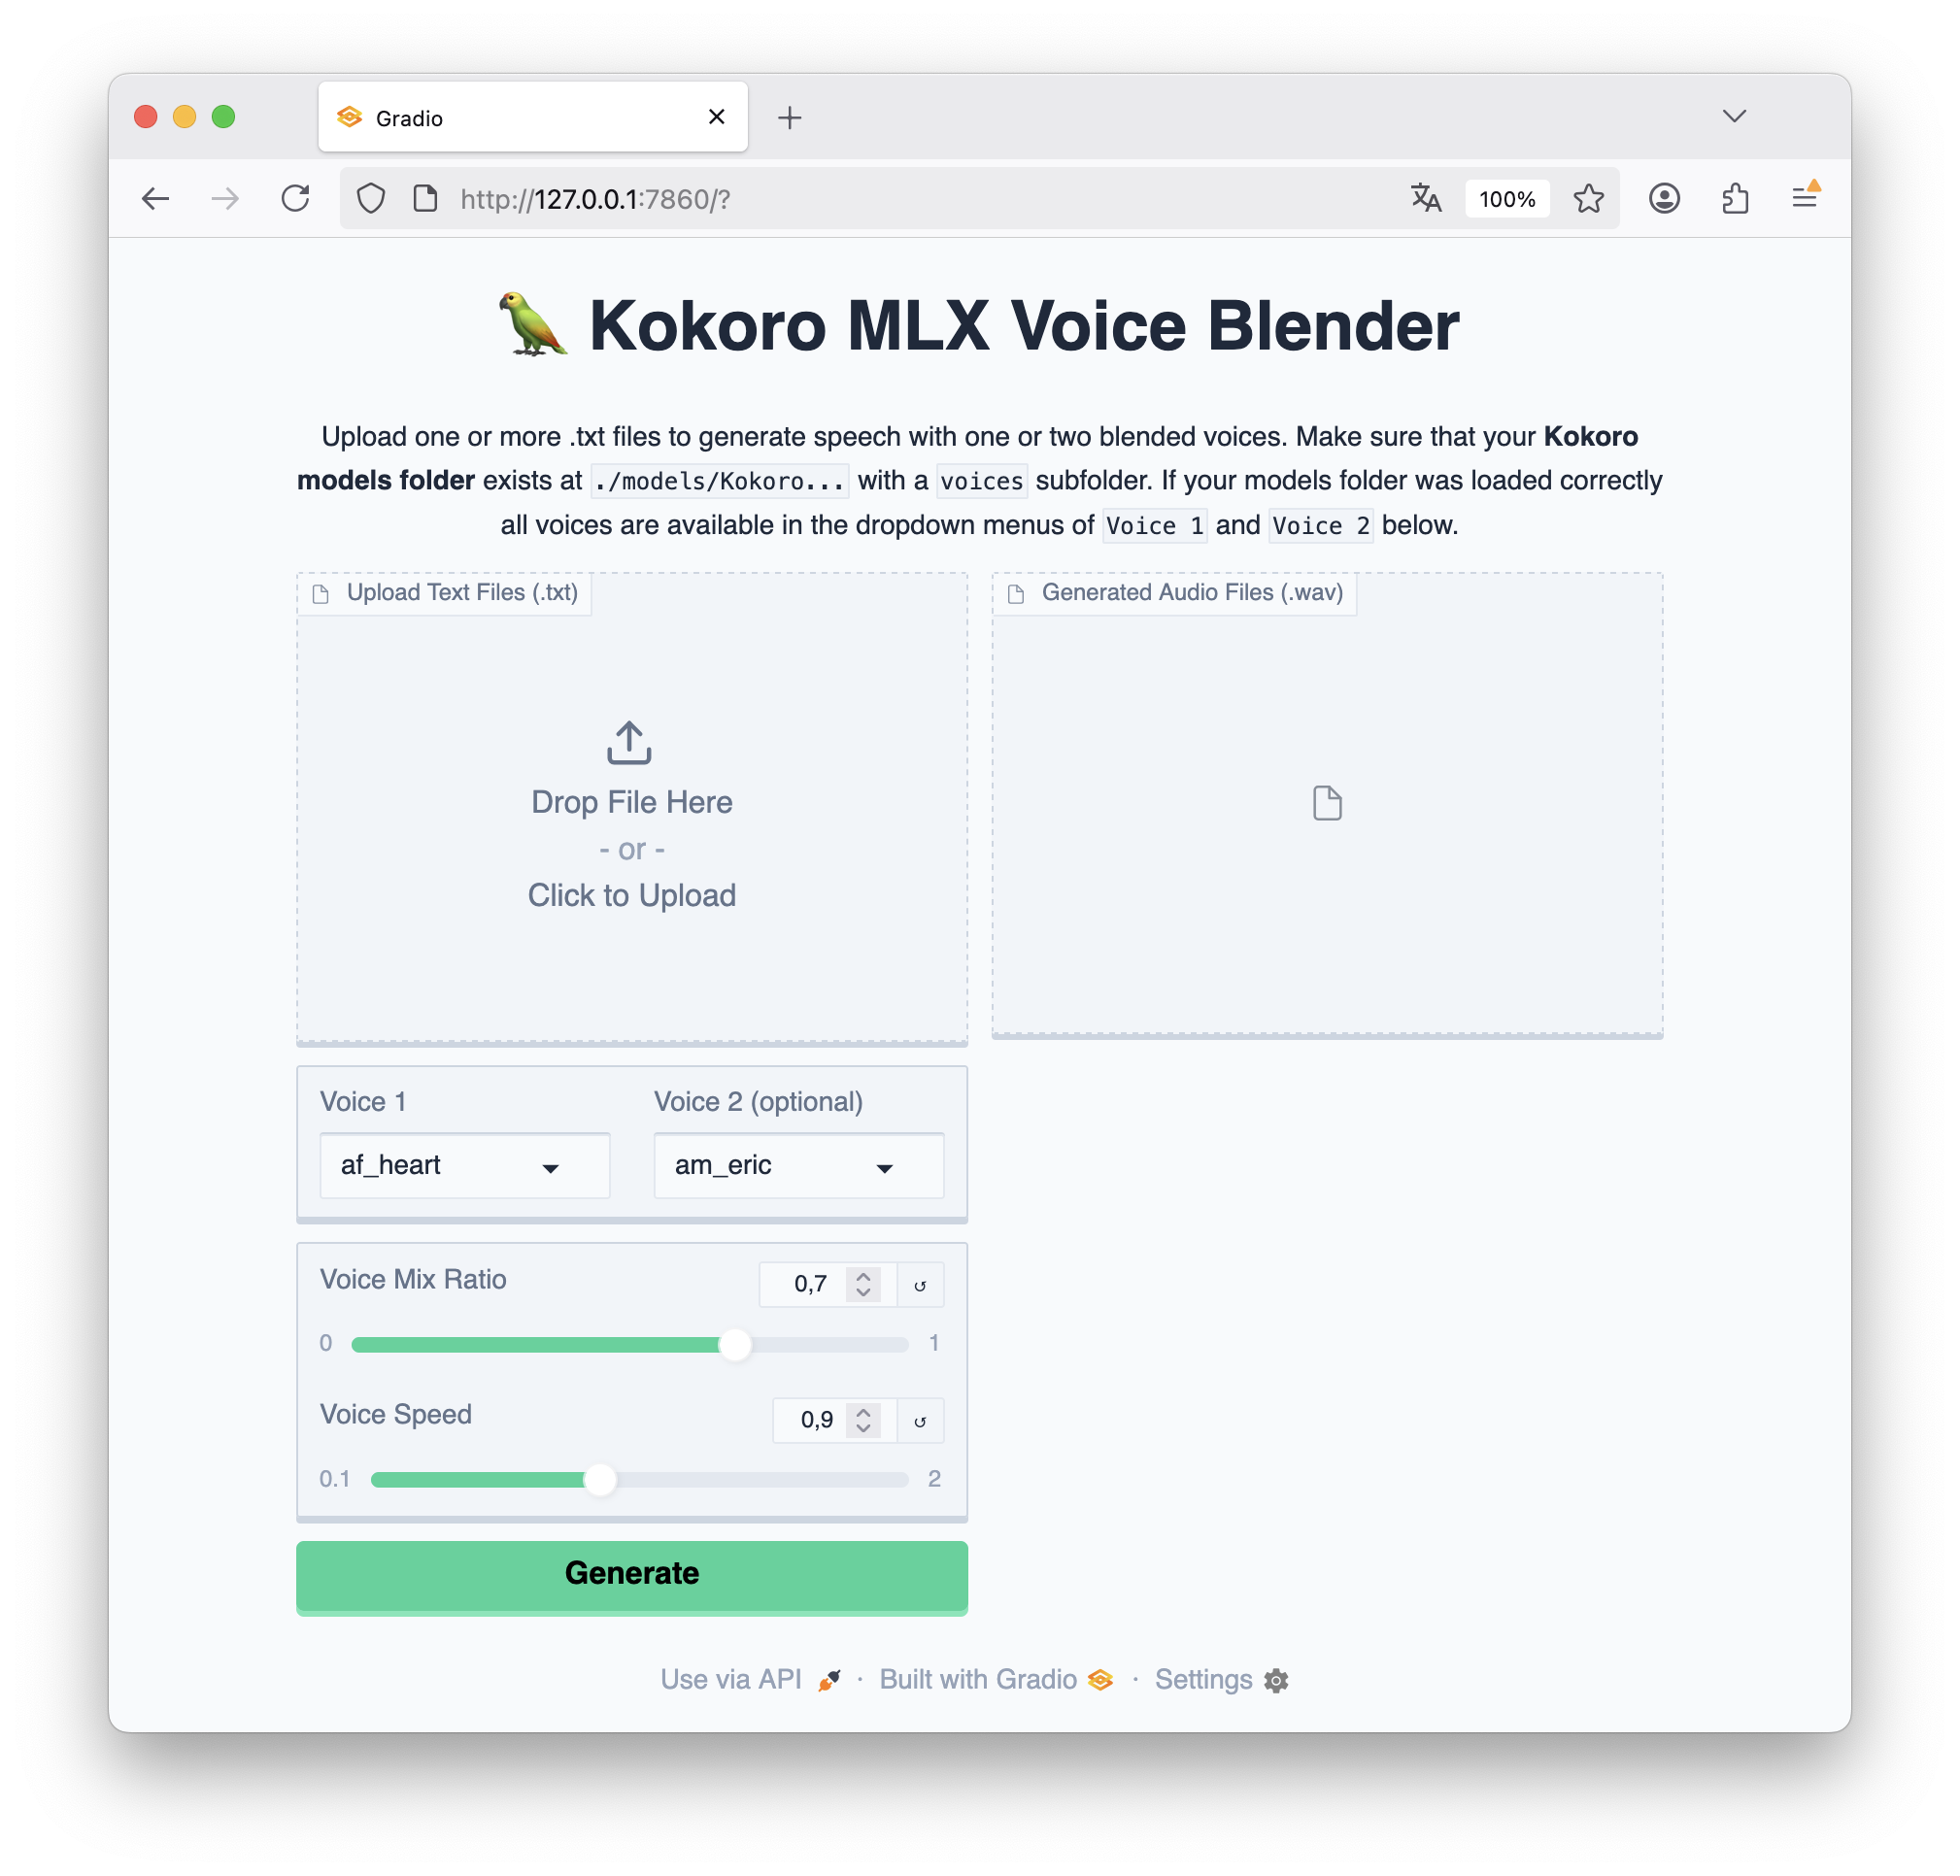 Gradio
http://127.0.0.1:7860/?
100%
Kokoro MLX Voice Blender
Upload one or more .txt files to generate speech with one or two blended voices. Make sure that your Kokoro
models folder exists at ./models/Kokoro... with a voices subfolder. If your models folder was loaded correctly
all voices are available in the dropdown menus of Voice 1 and Voice 2 below.
Upload Text Files (.txt)
Drop File Here
- or -
Click to Upload
Generated Audio Files (.wav)
Voice 1
Voice 2 (optional)
af_heart
am_eric
Voice Mix Ratio
0,7
0
1
Voice Speed
0,9
0.1
2
Generate
Use via API · Built with Gradio · Settings